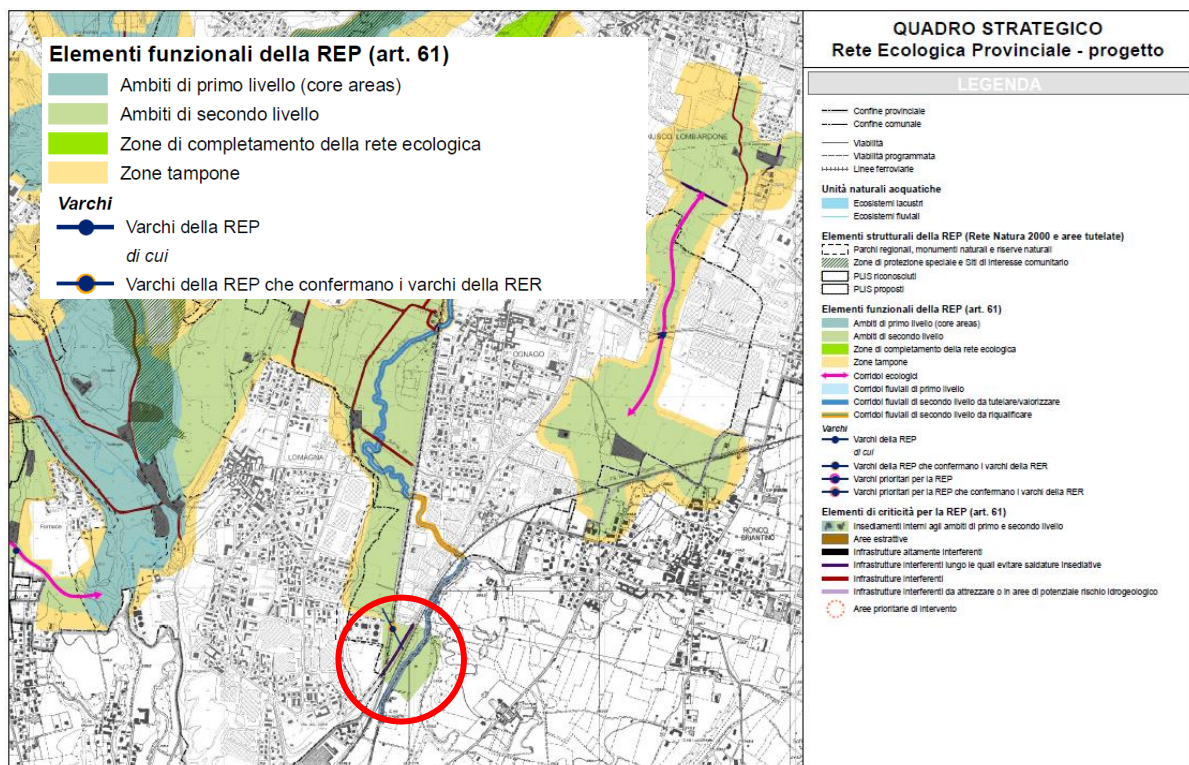 Elementi funzionali della REP (art. 61)
Ambiti di primo livello (core areas)
Ambiti di secondo livello
Zone di completamento della rete ecologica
Zone tampone
Varchi
Varchi della REP
di cui
Varchi della REP che confermano i varchi della RER
NUSCO LOMBARDONE
OGNAGO
LOMAGNA
RONCO
BRIANTINO
QUADRO STRATEGICO
Rete Ecologica Provinciale - progetto
LEGENDA
Confine provinciale
Confine comunale
Viabilità
Viabilità programmata
Linee ferroviarie
Unità naturali acquatiche
Ecosistemi lacustri
Ecosistemi fluviali
Elementi strutturali della REP (Rete Natura 2000 e aree tutelate)
Parchi regionali, monumenti naturali e riserve naturali
Zone di protezione speciale e Siti di interesse comunitario
PLIS riconosciuti
PLIS proposti
Elementi funzionali della REP (art. 61)
Ambiti di primo livello (core areas)
Ambiti di secondo livello
Zone di completamento della rete ecologica
Zone tampone
Corridoi ecologici
Corridoi fluviali di primo livello
Corridoi fluviali di secondo livello da tutelare/valorizzare
Corridoi fluviali di secondo livello da riqualificare
Varchi
Varchi della REP
di cui
Varchi della REP che confermano i varchi della RER
Varchi prioritari per la REP
Varchi prioritari per la REP che confermano i varchi della RER
Elementi di criticità per la REP (art. 61)
Insediamenti interni agli ambiti di primo e secondo livello
Aree estrattive
Infrastrutture altamente interferenti
Infrastrutture interferenti lungo le quali evitare saldature insediative
Infrastrutture interferenti
Infrastrutture interferenti da attrezzare o in aree di potenziale rischio idrogeologico
Aree prioritarie di intervento